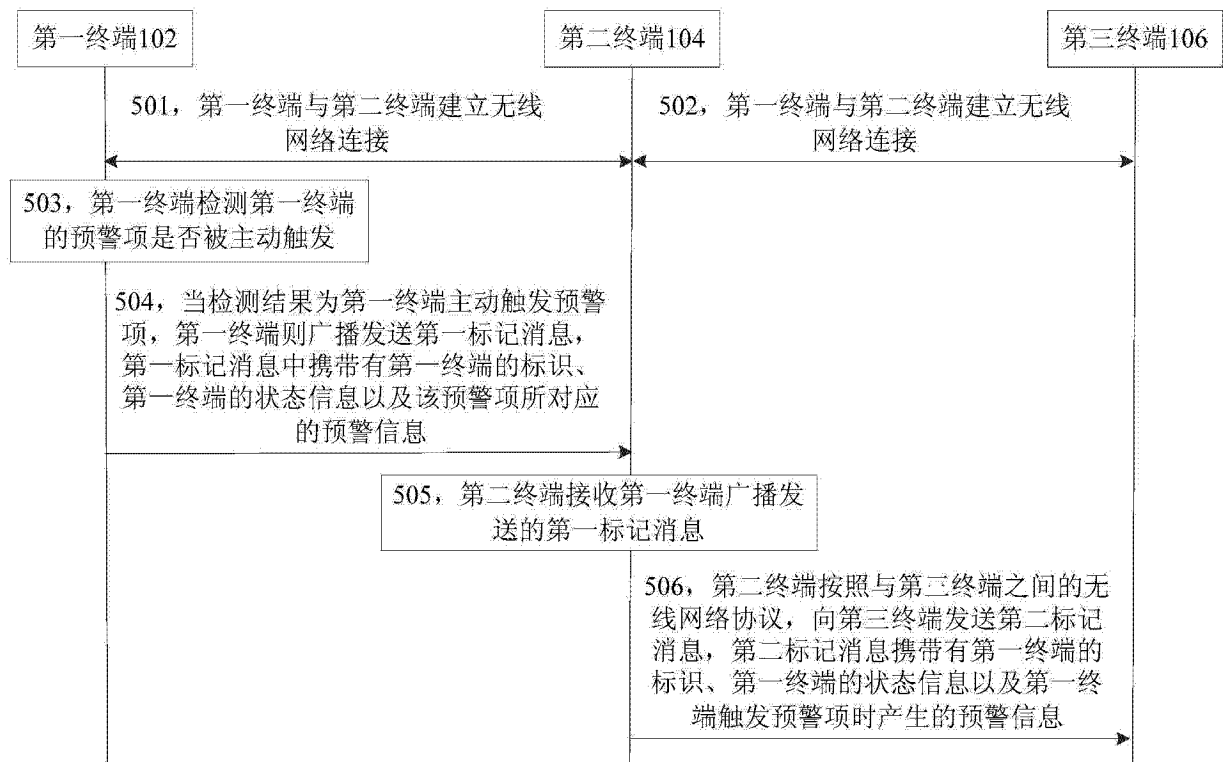 第一终端102
第二终端104
第三终端106
501，第一终端与第二终端建立无线
网络连接
502，第一终端与第二终端建立无线
网络连接
503，第一终端检测第一终端
的预警项是否被主动触发
504，当检测结果为第一终端主动触发预警
项，第一终端则广播发送第一标记消息，
第一标记消息中携带有第一终端的标识、
第一终端的状态信息以及该预警项所对应
的预警信息
505，第二终端接收第一终端广播发
送的第一标记消息
506，第二终端按照与第三终端之间的无
线网络协议，向第三终端发送第二标记
消息，第二标记消息携带有第一终端的
标识、第一终端的状态信息以及第一终
端触发预警项时产生的预警信息